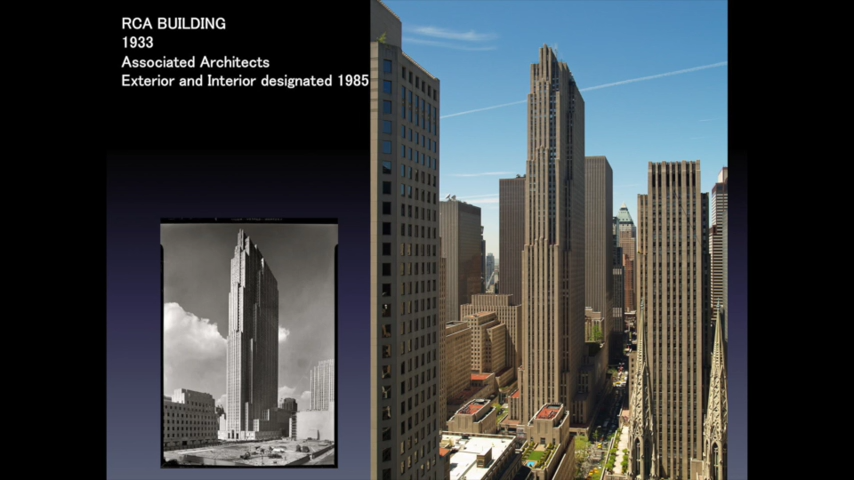 RCA BUILDING
1933
Associated Architects
Exterior and Interior designated 1985